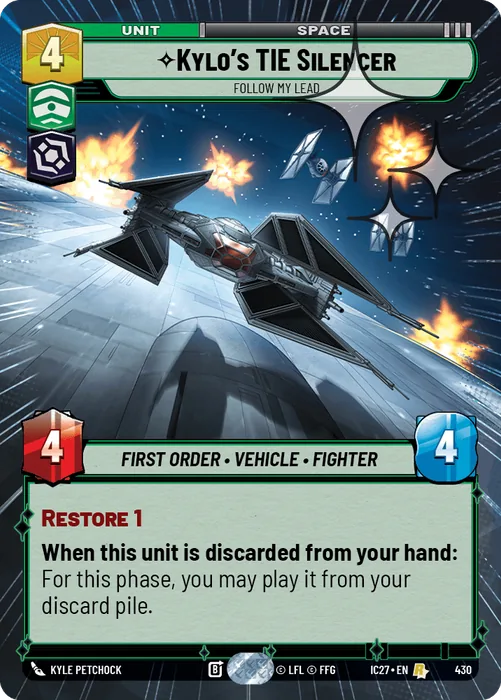 UNIT
SPACE
4
✧KYLO'S TIE SILENCER
FOLLOW MY LEAD
4
4
FIRST ORDER • VEHICLE • FIGHTER
RESTORE 1
When this unit is discarded from your hand:
For this phase, you may play it from your
discard pile.
KYLE PETCHOCK
B
© LFL © FFG
IC27 • EN
R
430